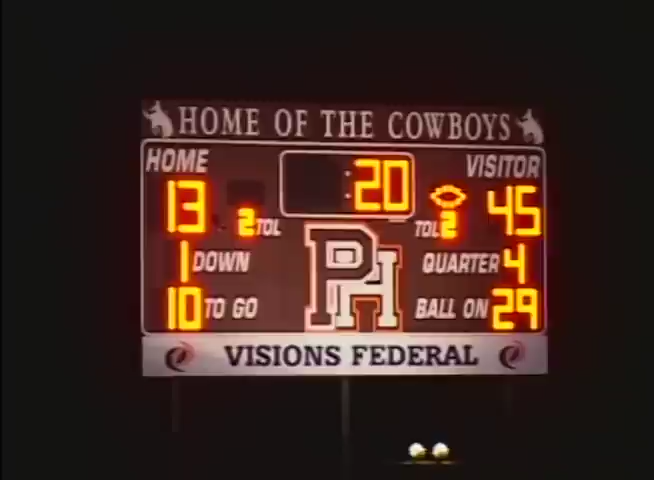 HOME OF THE COWBOYS
HOME :20 VISITOR
13 2 TOL TOL 2 45
1 DOWN PH QUARTER 4
10 TO GO BALL ON 29
VISIONS FEDERAL